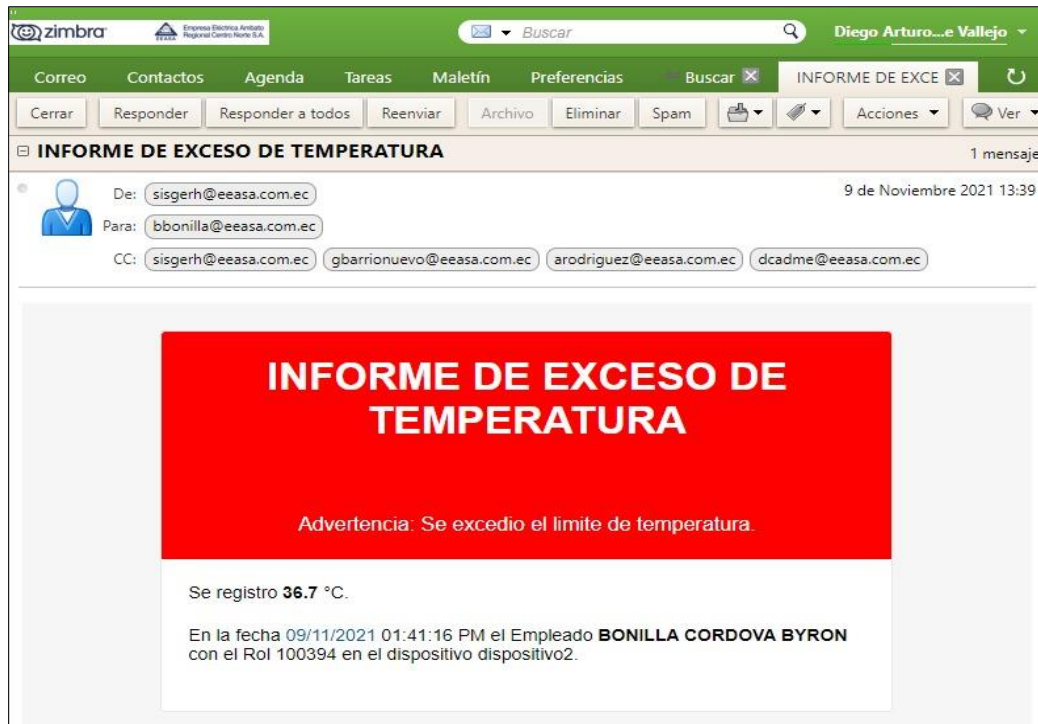 zimbra
EEASA
Empresa Eléctrica Ambato
Regional Centro Norte S.A.
Buscar
Diego Arturo...e Vallejo
Correo Contactos Agenda Tareas Maletín Preferencias Buscar INFORME DE EXCE
Cerrar Responder Responder a todos Reenviar Archivo Eliminar Spam Acciones Ver
INFORME DE EXCESO DE TEMPERATURA 1 mensaje
De: sisgerh@eeasa.com.ec 9 de Noviembre 2021 13:39
Para: bbonilla@eeasa.com.ec
CC: sisgerh@eeasa.com.ec gbarrionuevo@eeasa.com.ec arodriguez@eeasa.com.ec dcadme@eeasa.com.ec
INFORME DE EXCESO DE
TEMPERATURA
Advertencia: Se excedio el limite de temperatura.
Se registro 36.7 °C.
En la fecha 09/11/2021 01:41:16 PM el Empleado BONILLA CORDOVA BYRON
con el Rol 100394 en el dispositivo dispositivo2.